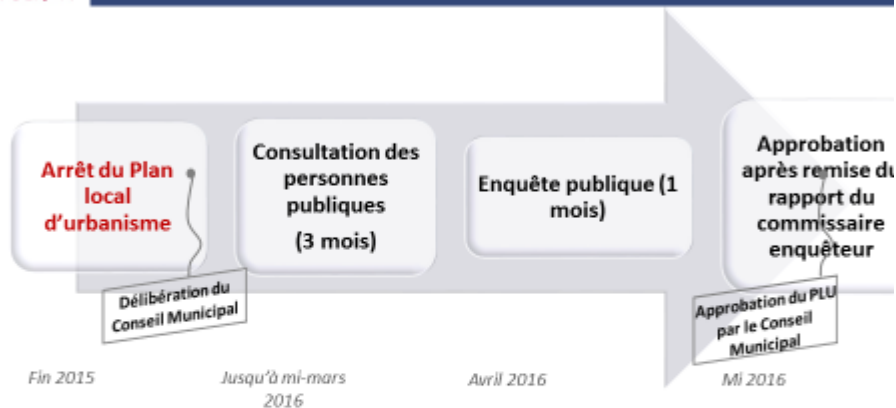 Arrêt du Plan
local
d'urbanisme
Délibération du
Conseil Municipal
Consultation des
personnes
publiques
(3 mois)
Enquête publique (1
mois)
Approbation
après remise du
rapport du
commissaire
enquêteur
Approbation du PLU
par le Conseil
Municipal
Fin 2015
Jusqu'à mi-mars
2016
Avril 2016
Mi 2016